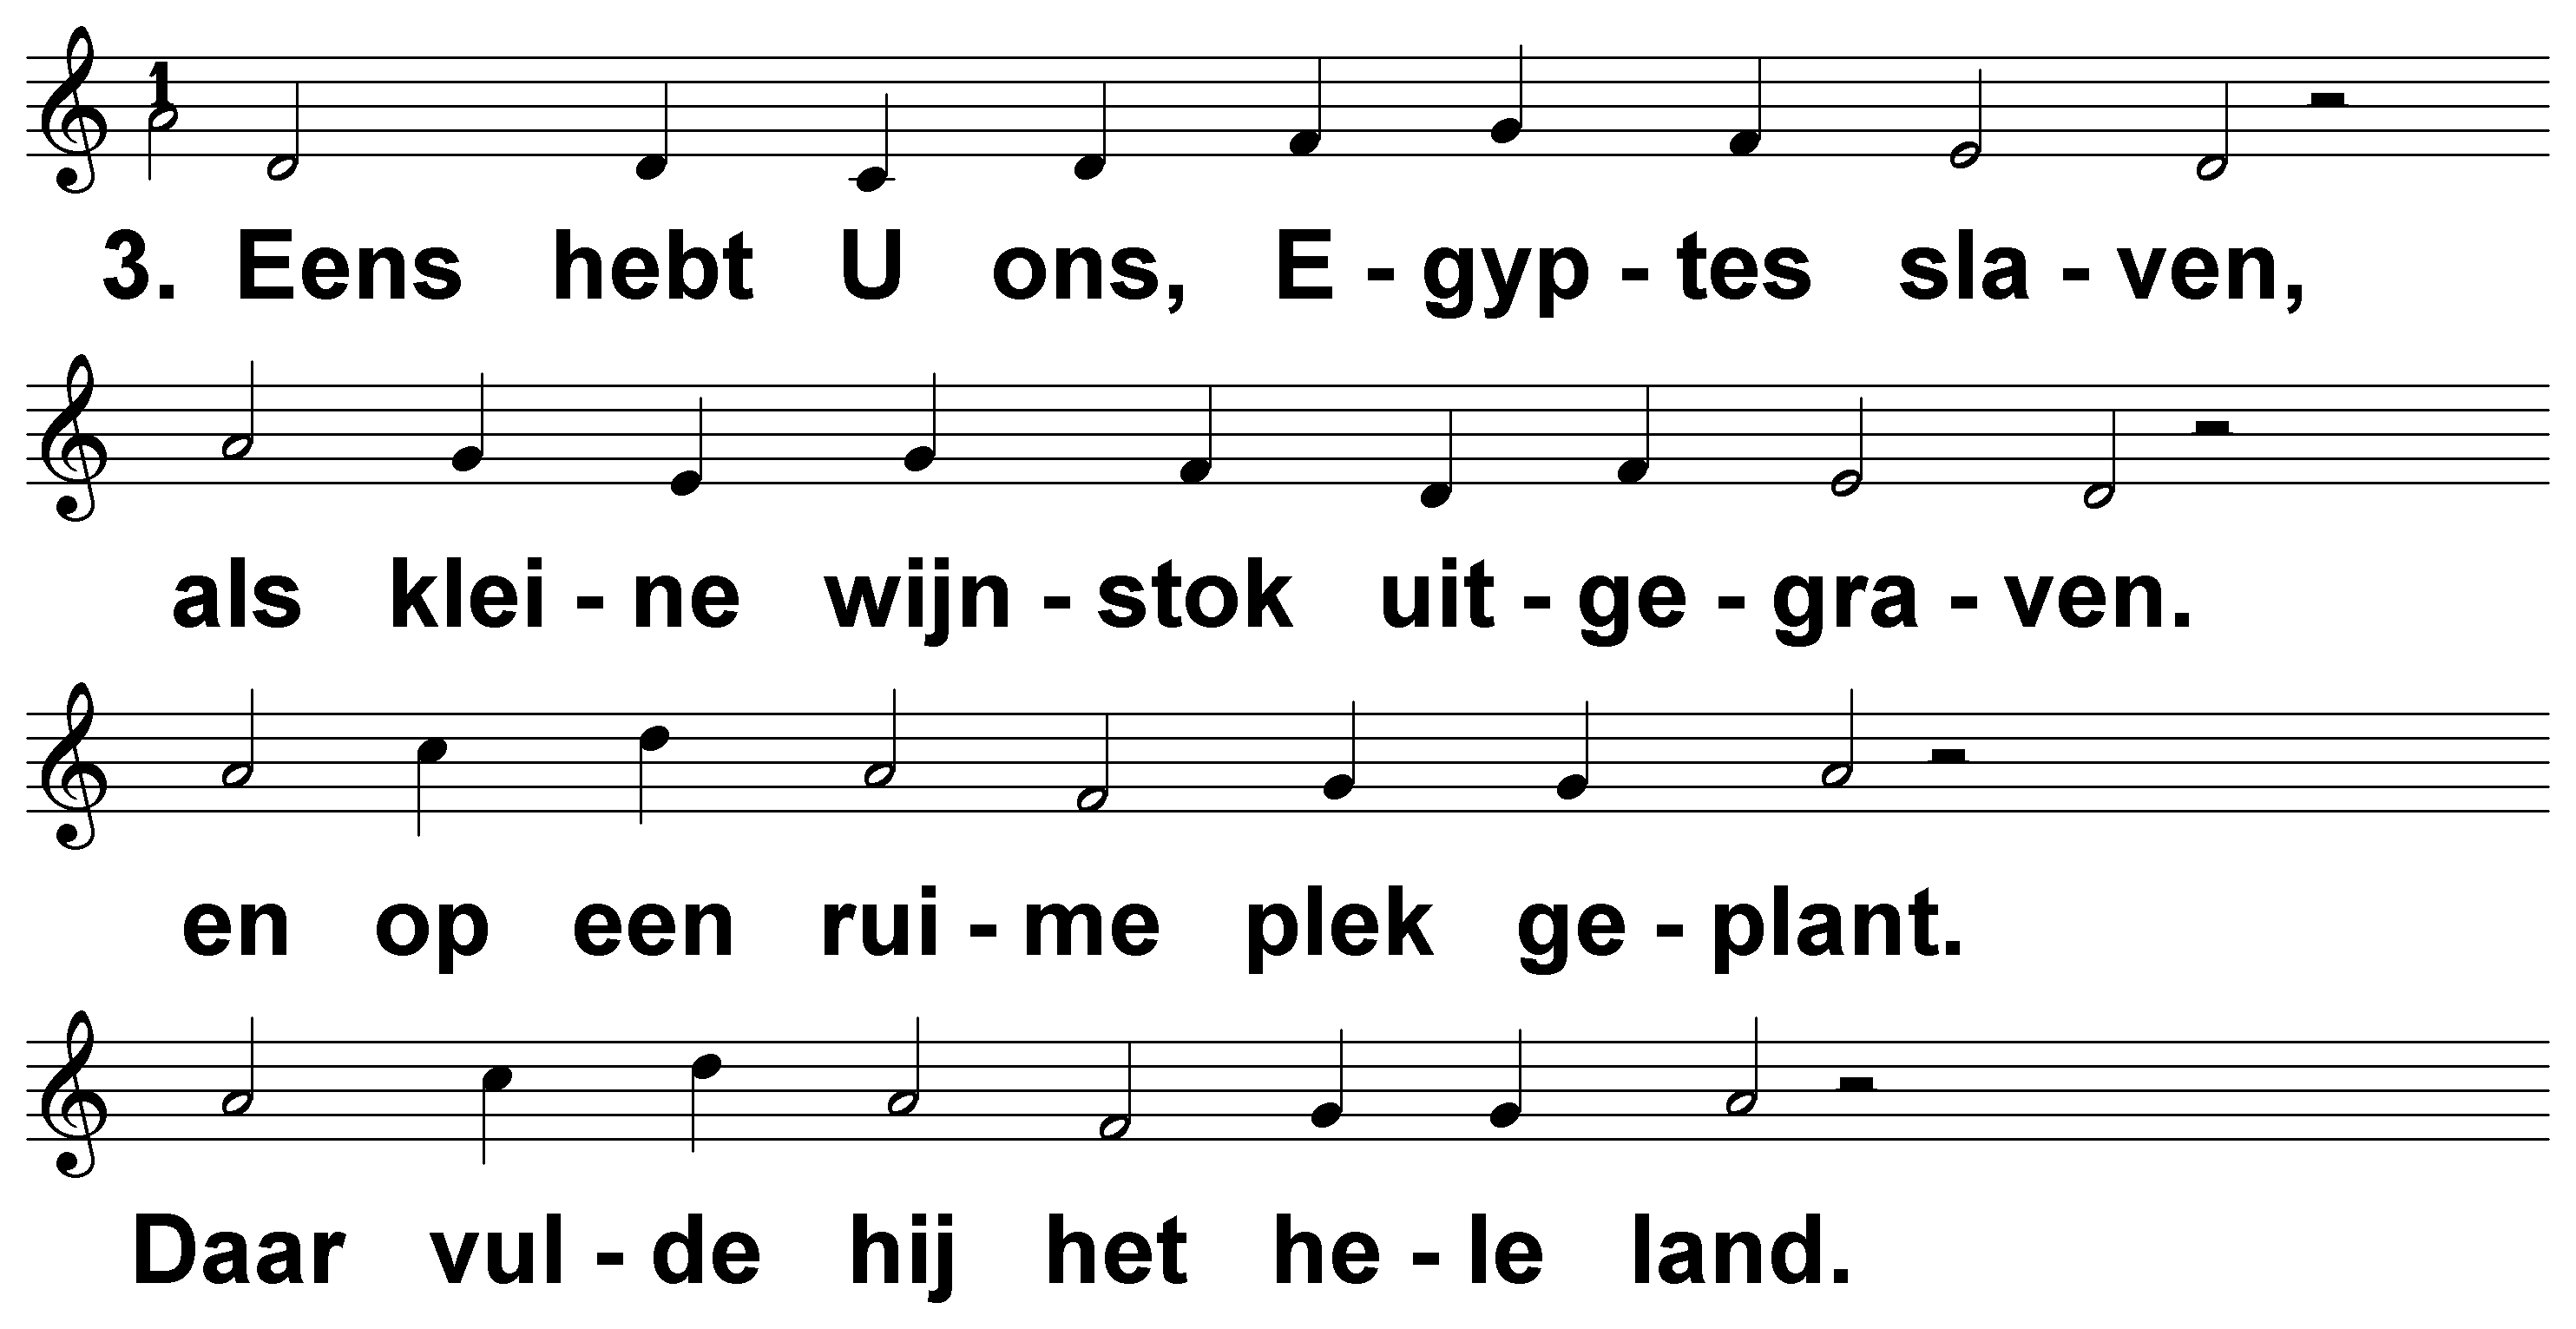 1
3. Eens hebt U ons, E - gyp - tes sla - ven,
als klei - ne wijn - stok uit - ge - gra - ven.
en op een rui - me plek ge - plant.
Daar vul - de hij het he - le land.